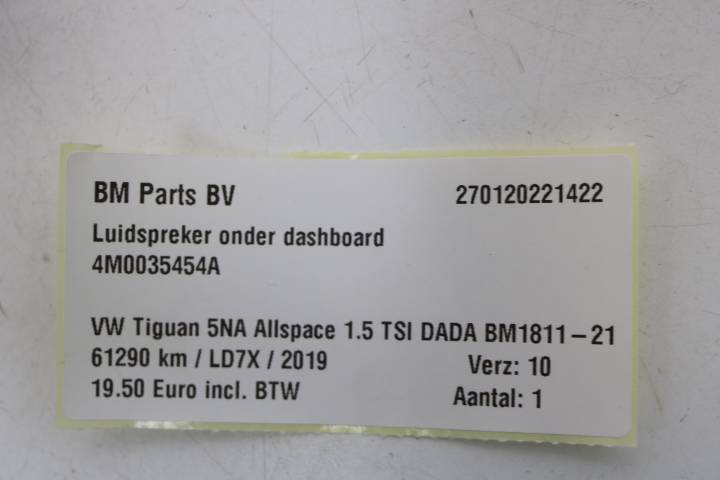 BM Parts BV 270120221422
Luidspreker onder dashboard
4M0035454A
VW Tiguan 5NA Allspace 1.5 TSI DADA BM1811-21
61290 km / LD7X / 2019 Verz: 10
19.50 Euro incl. BTW Aantal: 1